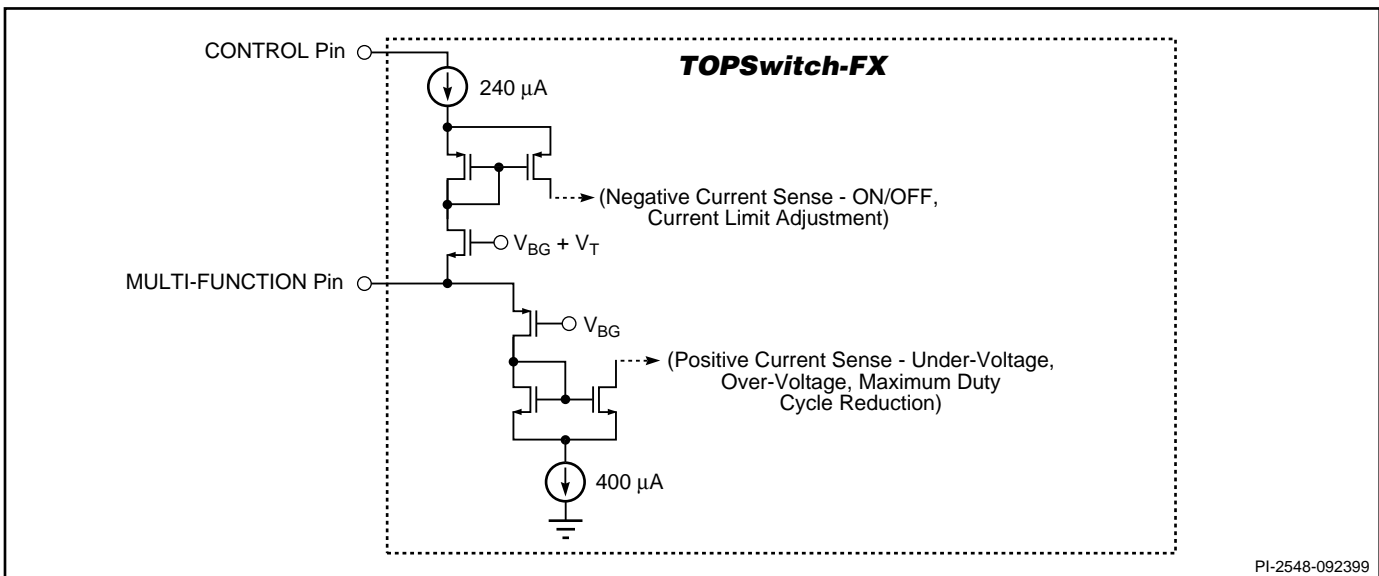 CONTROL Pin
TOPSwitch-FX
240 μA
(Negative Current Sense - ON/OFF,
Current Limit Adjustment)
V_BG + V_T
MULTI-FUNCTION Pin
V_BG
(Positive Current Sense - Under-Voltage,
Over-Voltage, Maximum Duty
Cycle Reduction)
400 μA
PI-2548-092399